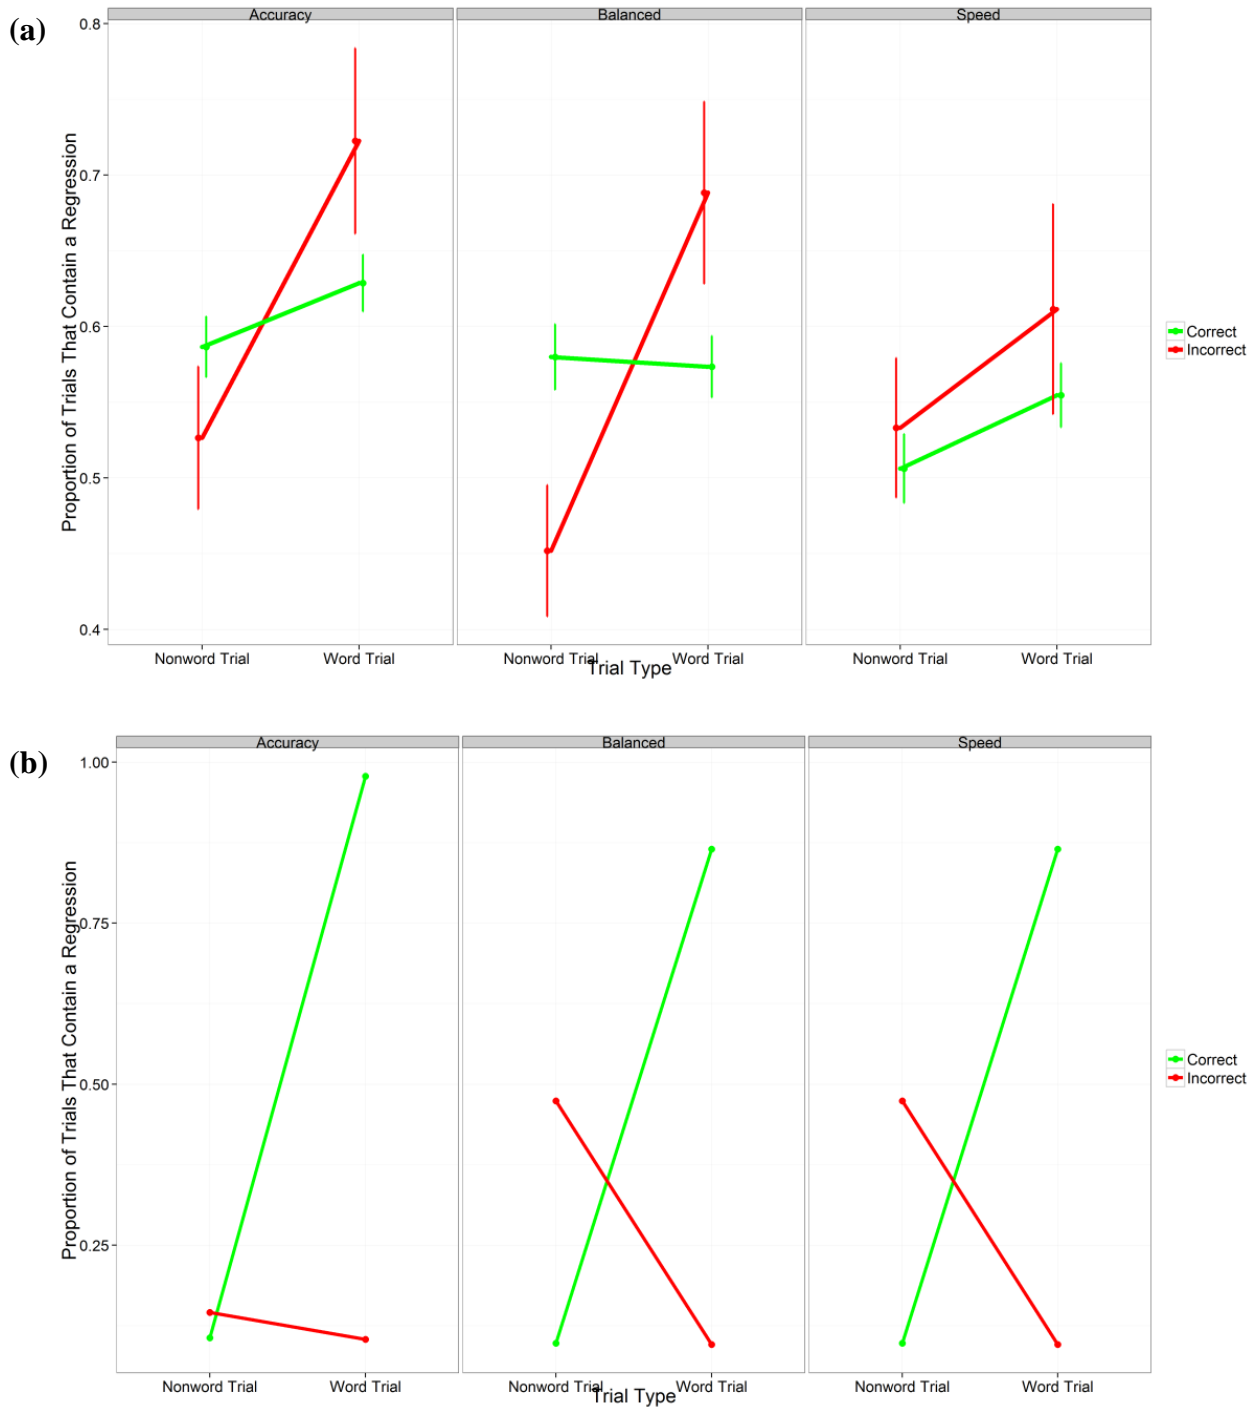 (a)
Accuracy
Balanced
Speed
0.8
0.7
0.6
0.5
0.4
Proportion of Trials That Contain a Regression
Nonword Trial
Word Trial
Nonword Trial
Word Trial
Nonword Trial
Word Trial
Trial Type
Correct
Incorrect
(b)
Accuracy
Balanced
Speed
1.00
0.75
0.50
0.25
Proportion of Trials That Contain a Regression
Nonword Trial
Word Trial
Nonword Trial
Word Trial
Nonword Trial
Word Trial
Trial Type
Correct
Incorrect